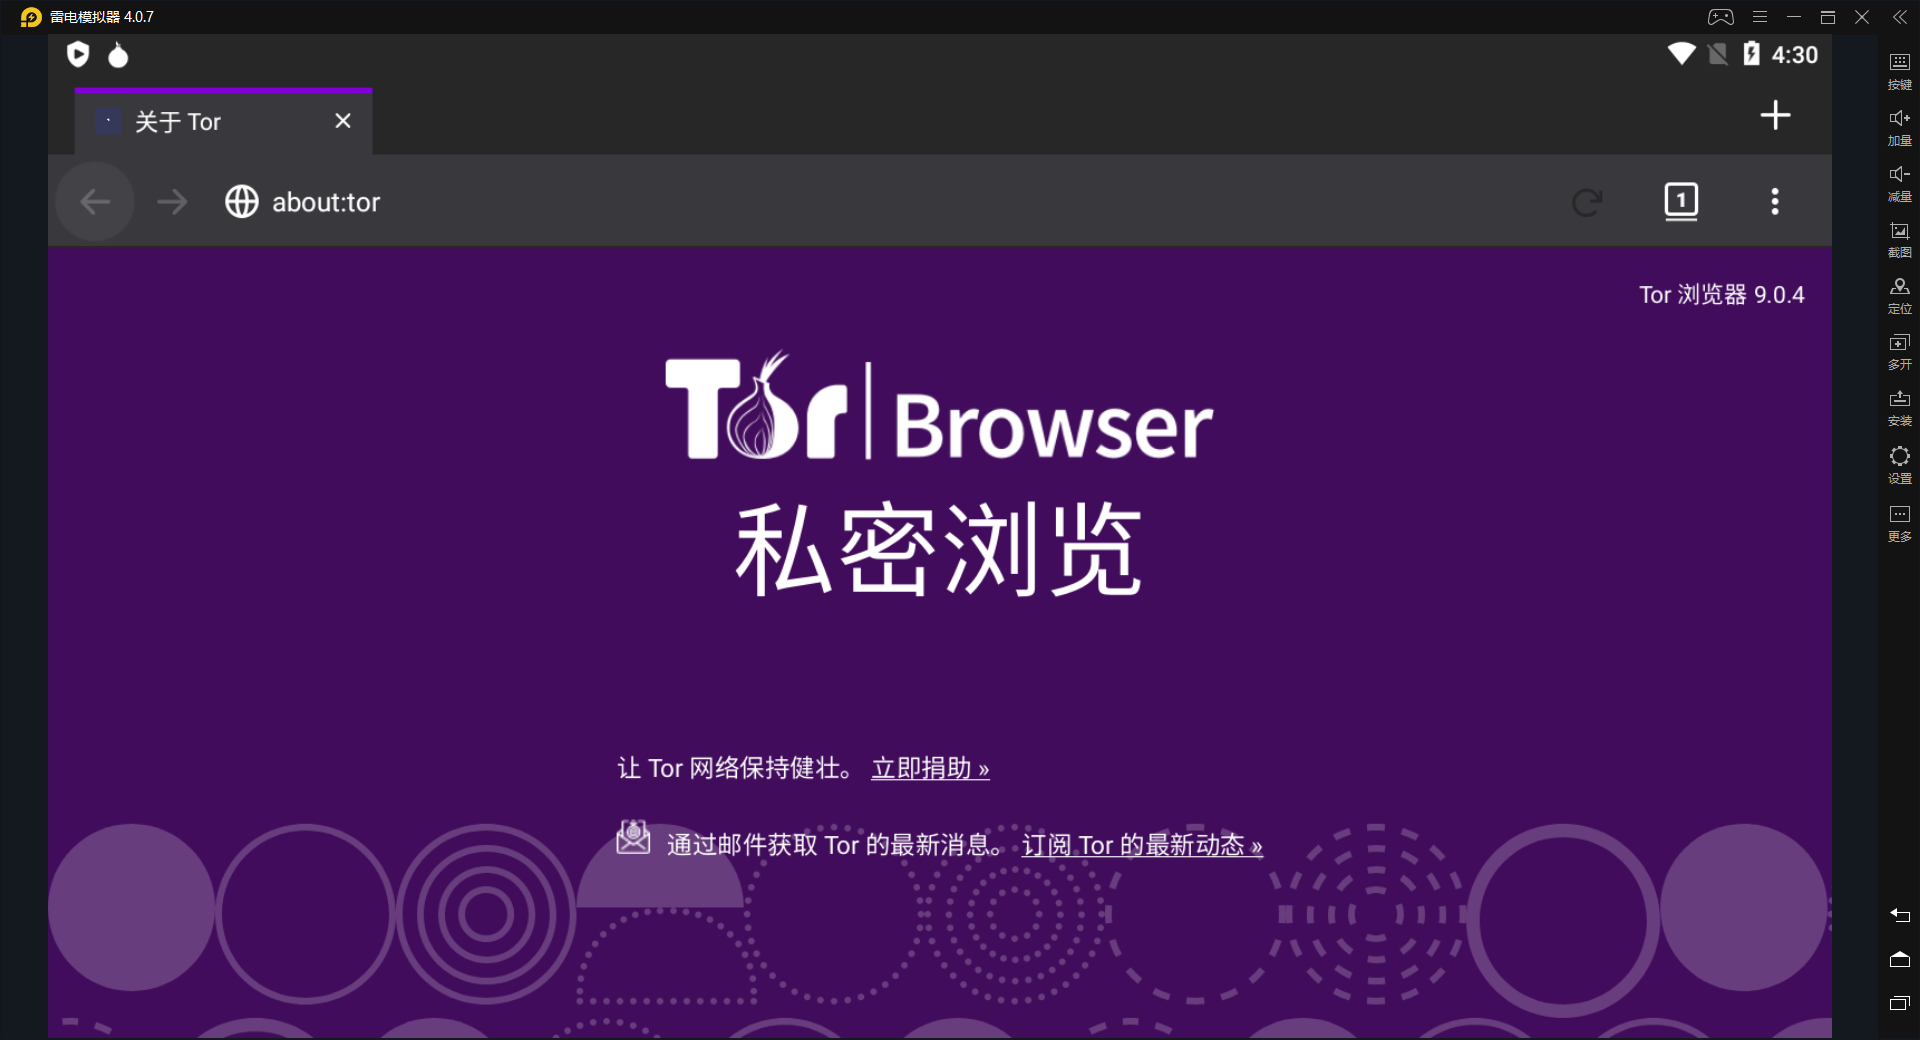 雷电模拟器 4.0.7
4:30
关于 Tor
about:tor
1
Tor 浏览器 9.0.4
Tor Browser
私密浏览
让 Tor 网络保持健壮。 立即捐助 »
通过邮件获取 Tor 的最新消息。 订阅 Tor 的最新动态 »
按键
加量
减量
截图
定位
多开
安装
设置
更多